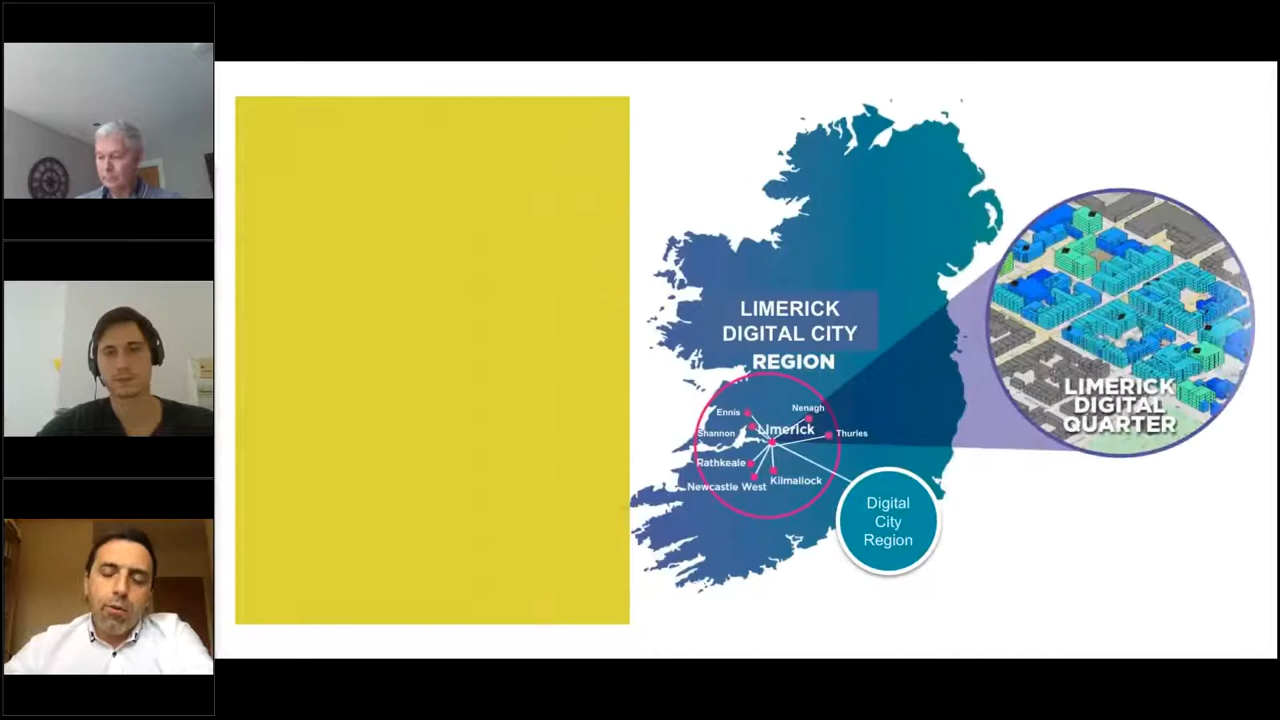 LIMERICK
DIGITAL CITY
REGION
Ennis
Nenagh
Shannon
Limerick
Thurles
Rathkeale
Newcastle West
Kilmallock
Digital
City
Region
LIMERICK
DIGITAL
QUARTER